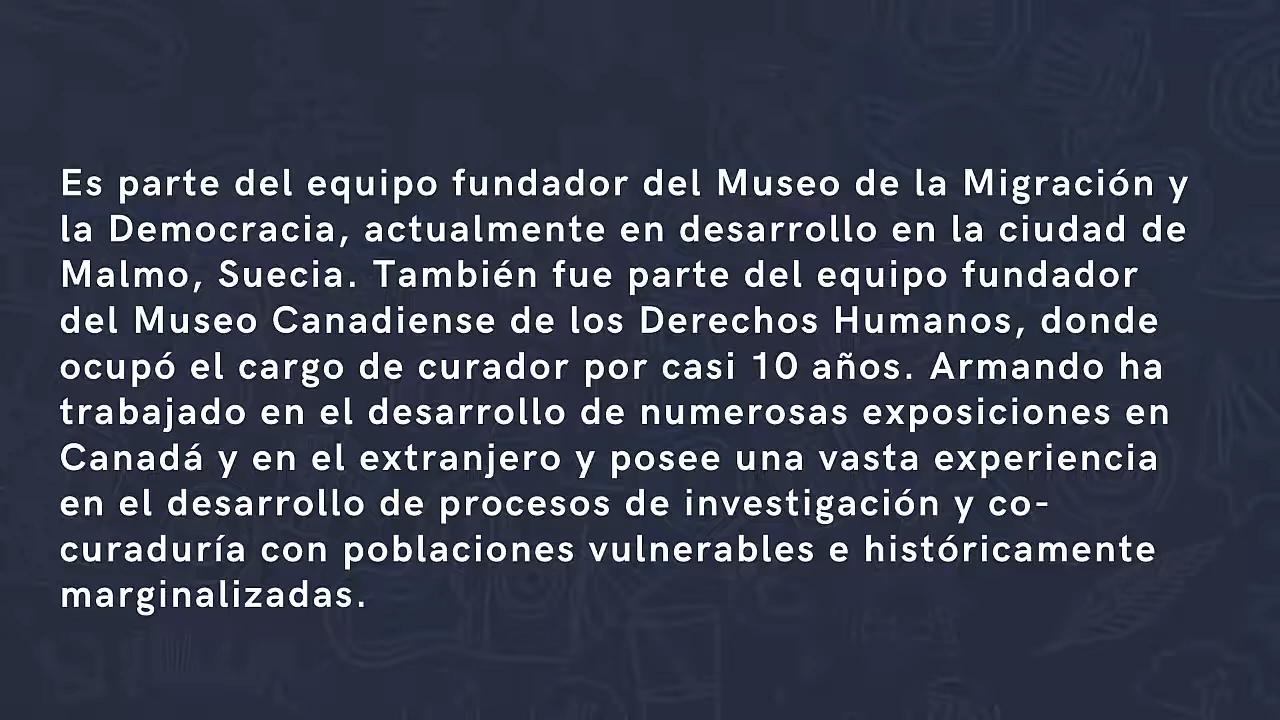 Es parte del equipo fundador del Museo de la Migración y
la Democracia, actualmente en desarrollo en la ciudad de
Malmo, Suecia. También fue parte del equipo fundador
del Museo Canadiense de los Derechos Humanos, donde
ocupó el cargo de curador por casi 10 años. Armando ha
trabajado en el desarrollo de numerosas exposiciones en
Canadá y en el extranjero y posee una vasta experiencia
en el desarrollo de procesos de investigación y co-
curaduría con poblaciones vulnerables e históricamente
marginalizadas.